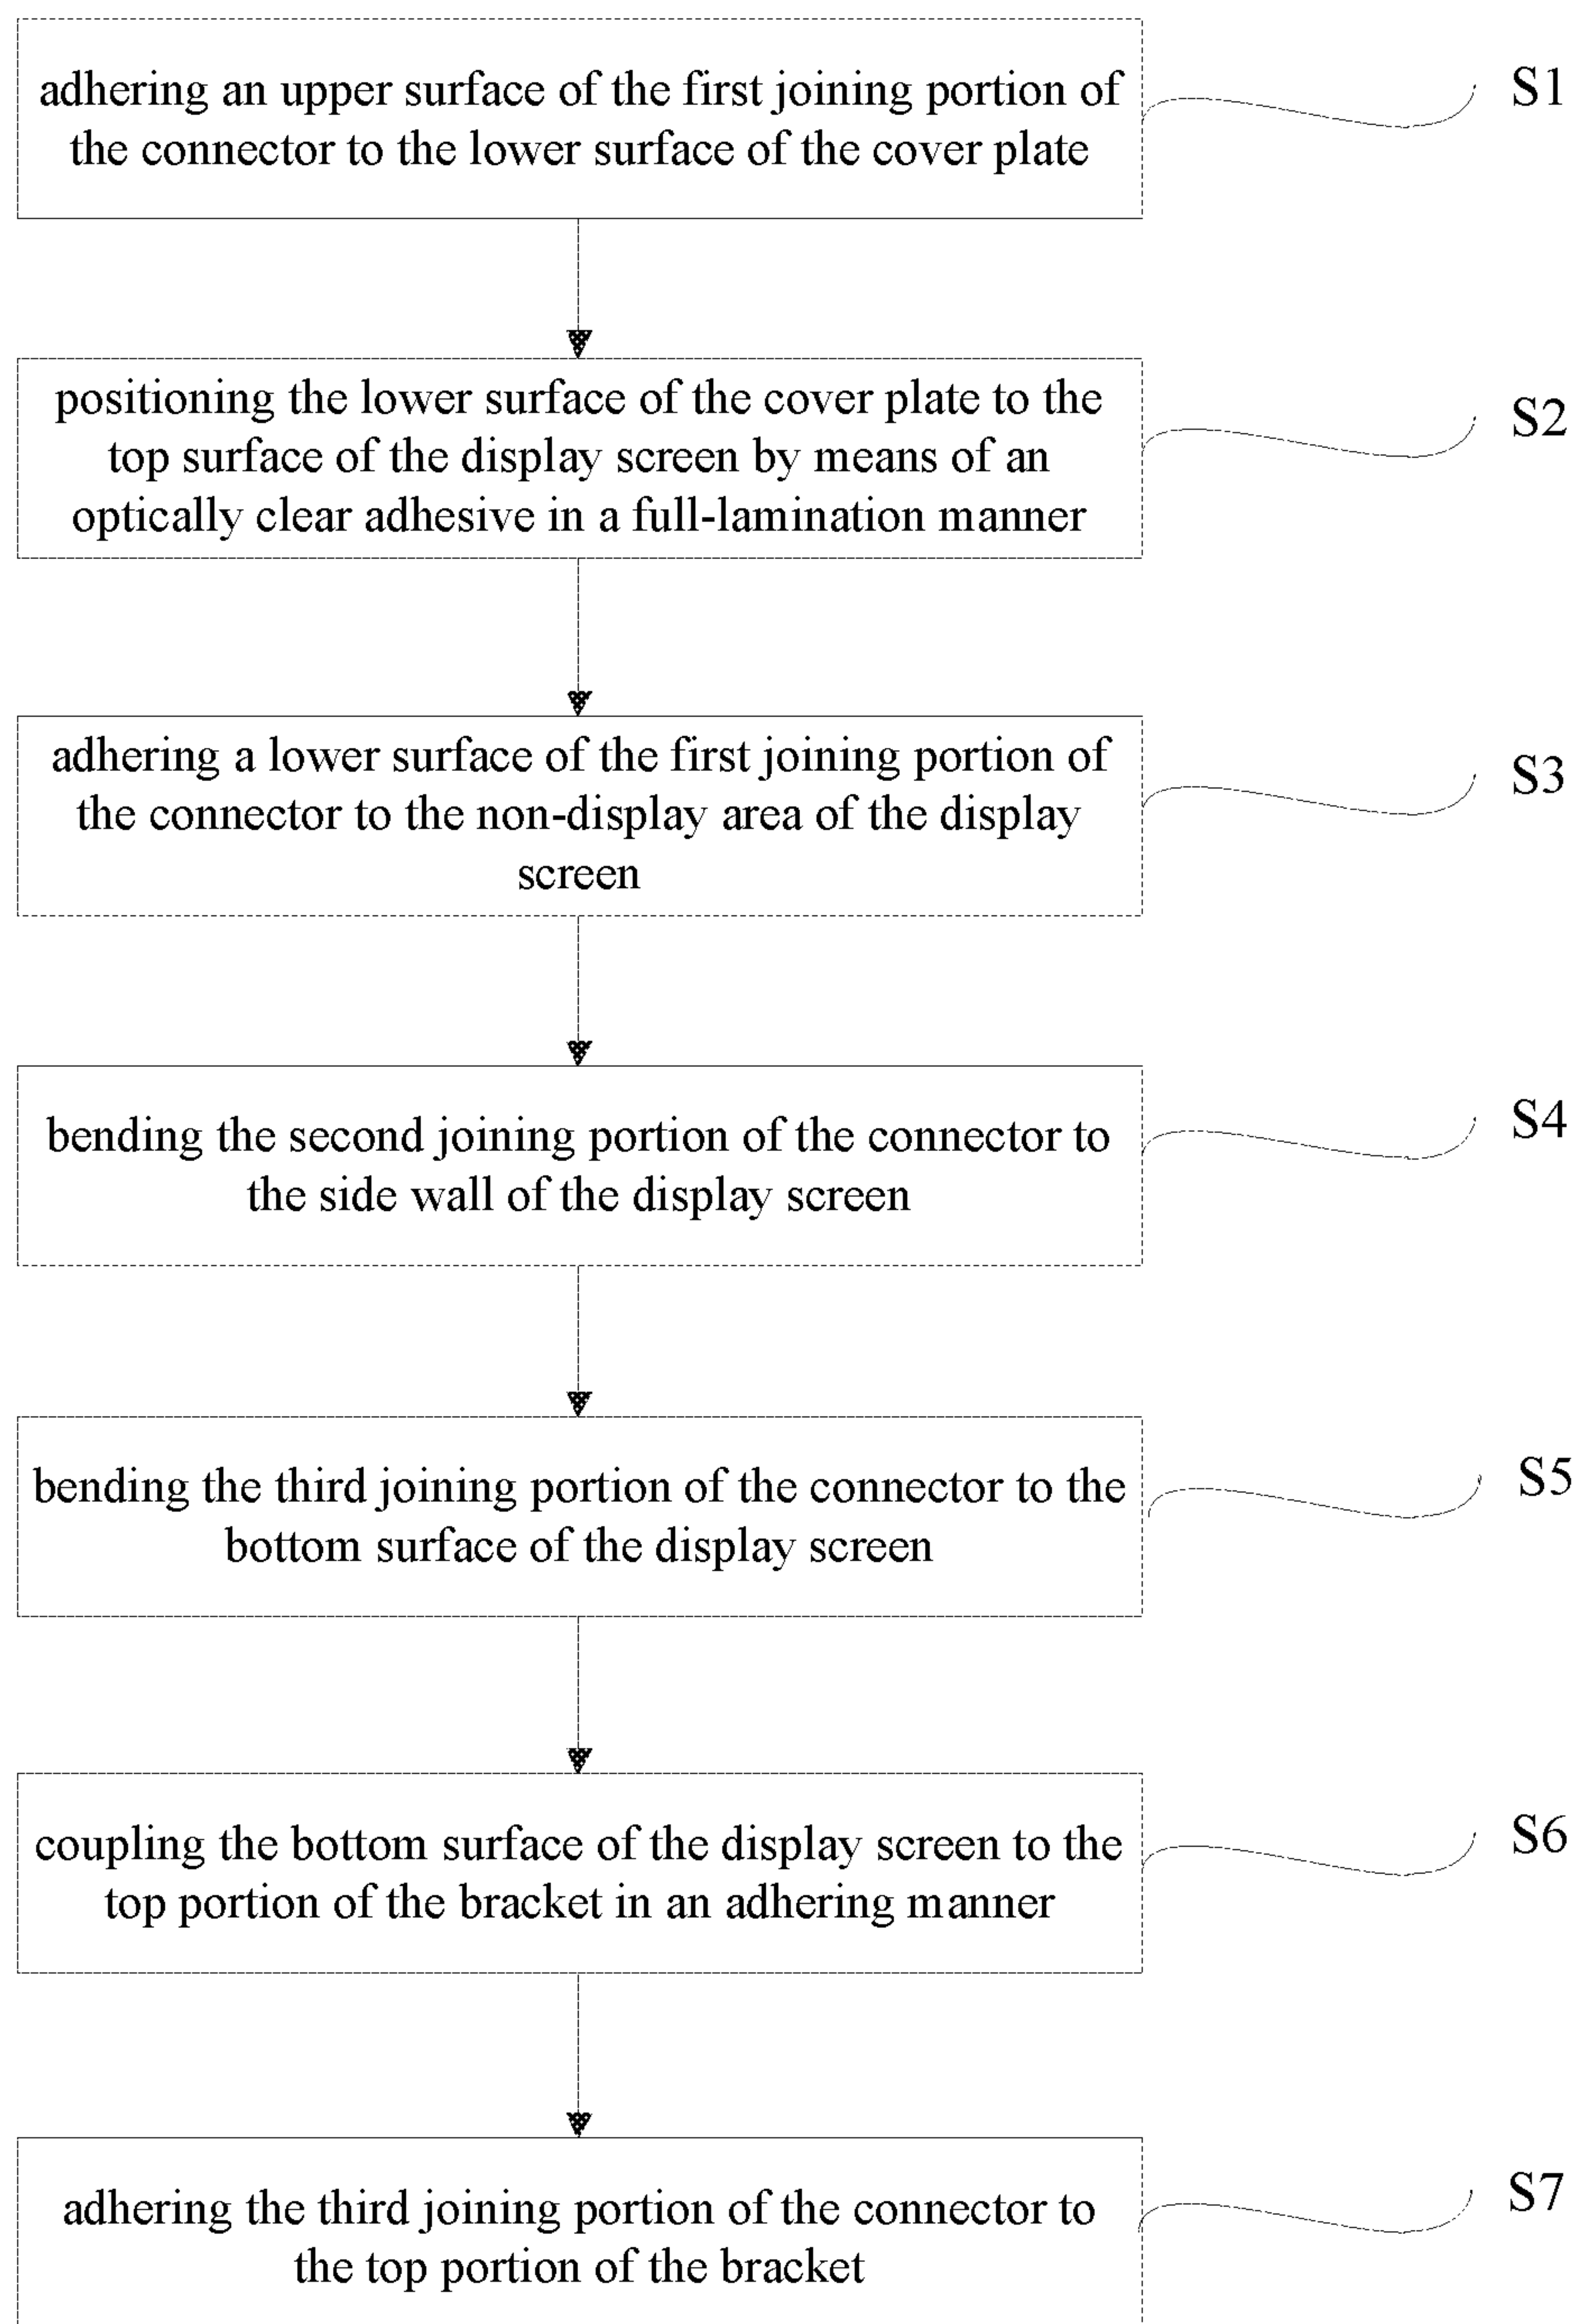 adhering an upper surface of the first joining portion of
the connector to the lower surface of the cover plate
S1
positioning the lower surface of the cover plate to the
top surface of the display screen by means of an
optically clear adhesive in a full-lamination manner
S2
adhering a lower surface of the first joining portion of
the connector to the non-display area of the display
screen
S3
bending the second joining portion of the connector to
the side wall of the display screen
S4
bending the third joining portion of the connector to the
bottom surface of the display screen
S5
coupling the bottom surface of the display screen to the
top portion of the bracket in an adhering manner
S6
adhering the third joining portion of the connector to
the top portion of the bracket
S7